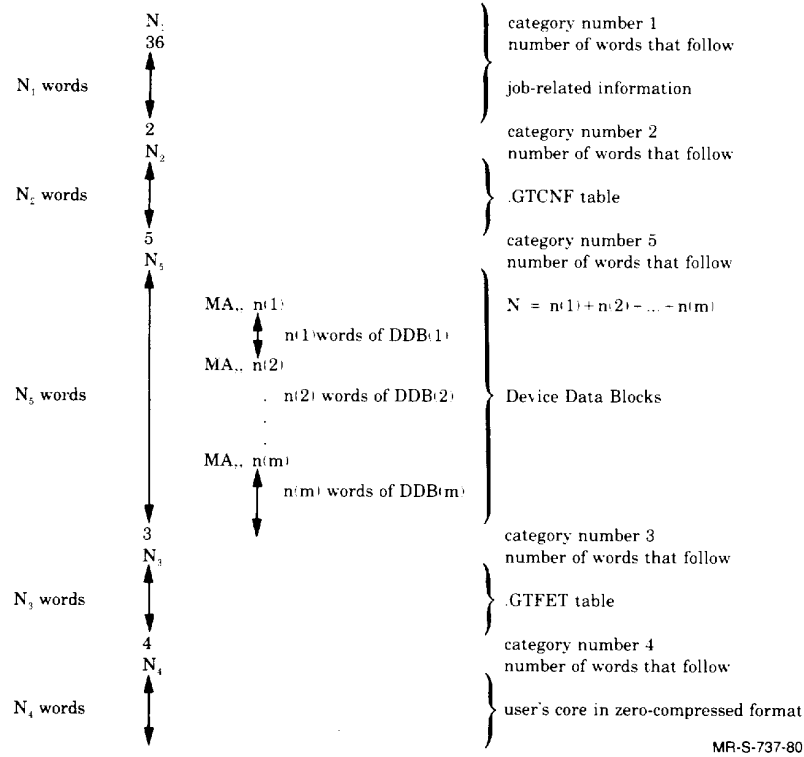 N₁ category number 1
36 number of words that follow
N₁ words job-related information
2 category number 2
N₂ number of words that follow
N₂ words .GTCNF table
5 category number 5
N₅ number of words that follow
MA,, n(1) N = n(1)+n(2)-...-n(m)
n(1)words of DDB(1)
MA,, n(2)
N₅ words n(2) words of DDB(2) Device Data Blocks
.
.
.
MA,, n(m)
n(m) words of DDB(m)
3 category number 3
N₃ number of words that follow
N₃ words .GTFET table
4 category number 4
N₄ number of words that follow
N₄ words user's core in zero-compressed format
MR-S-737-80